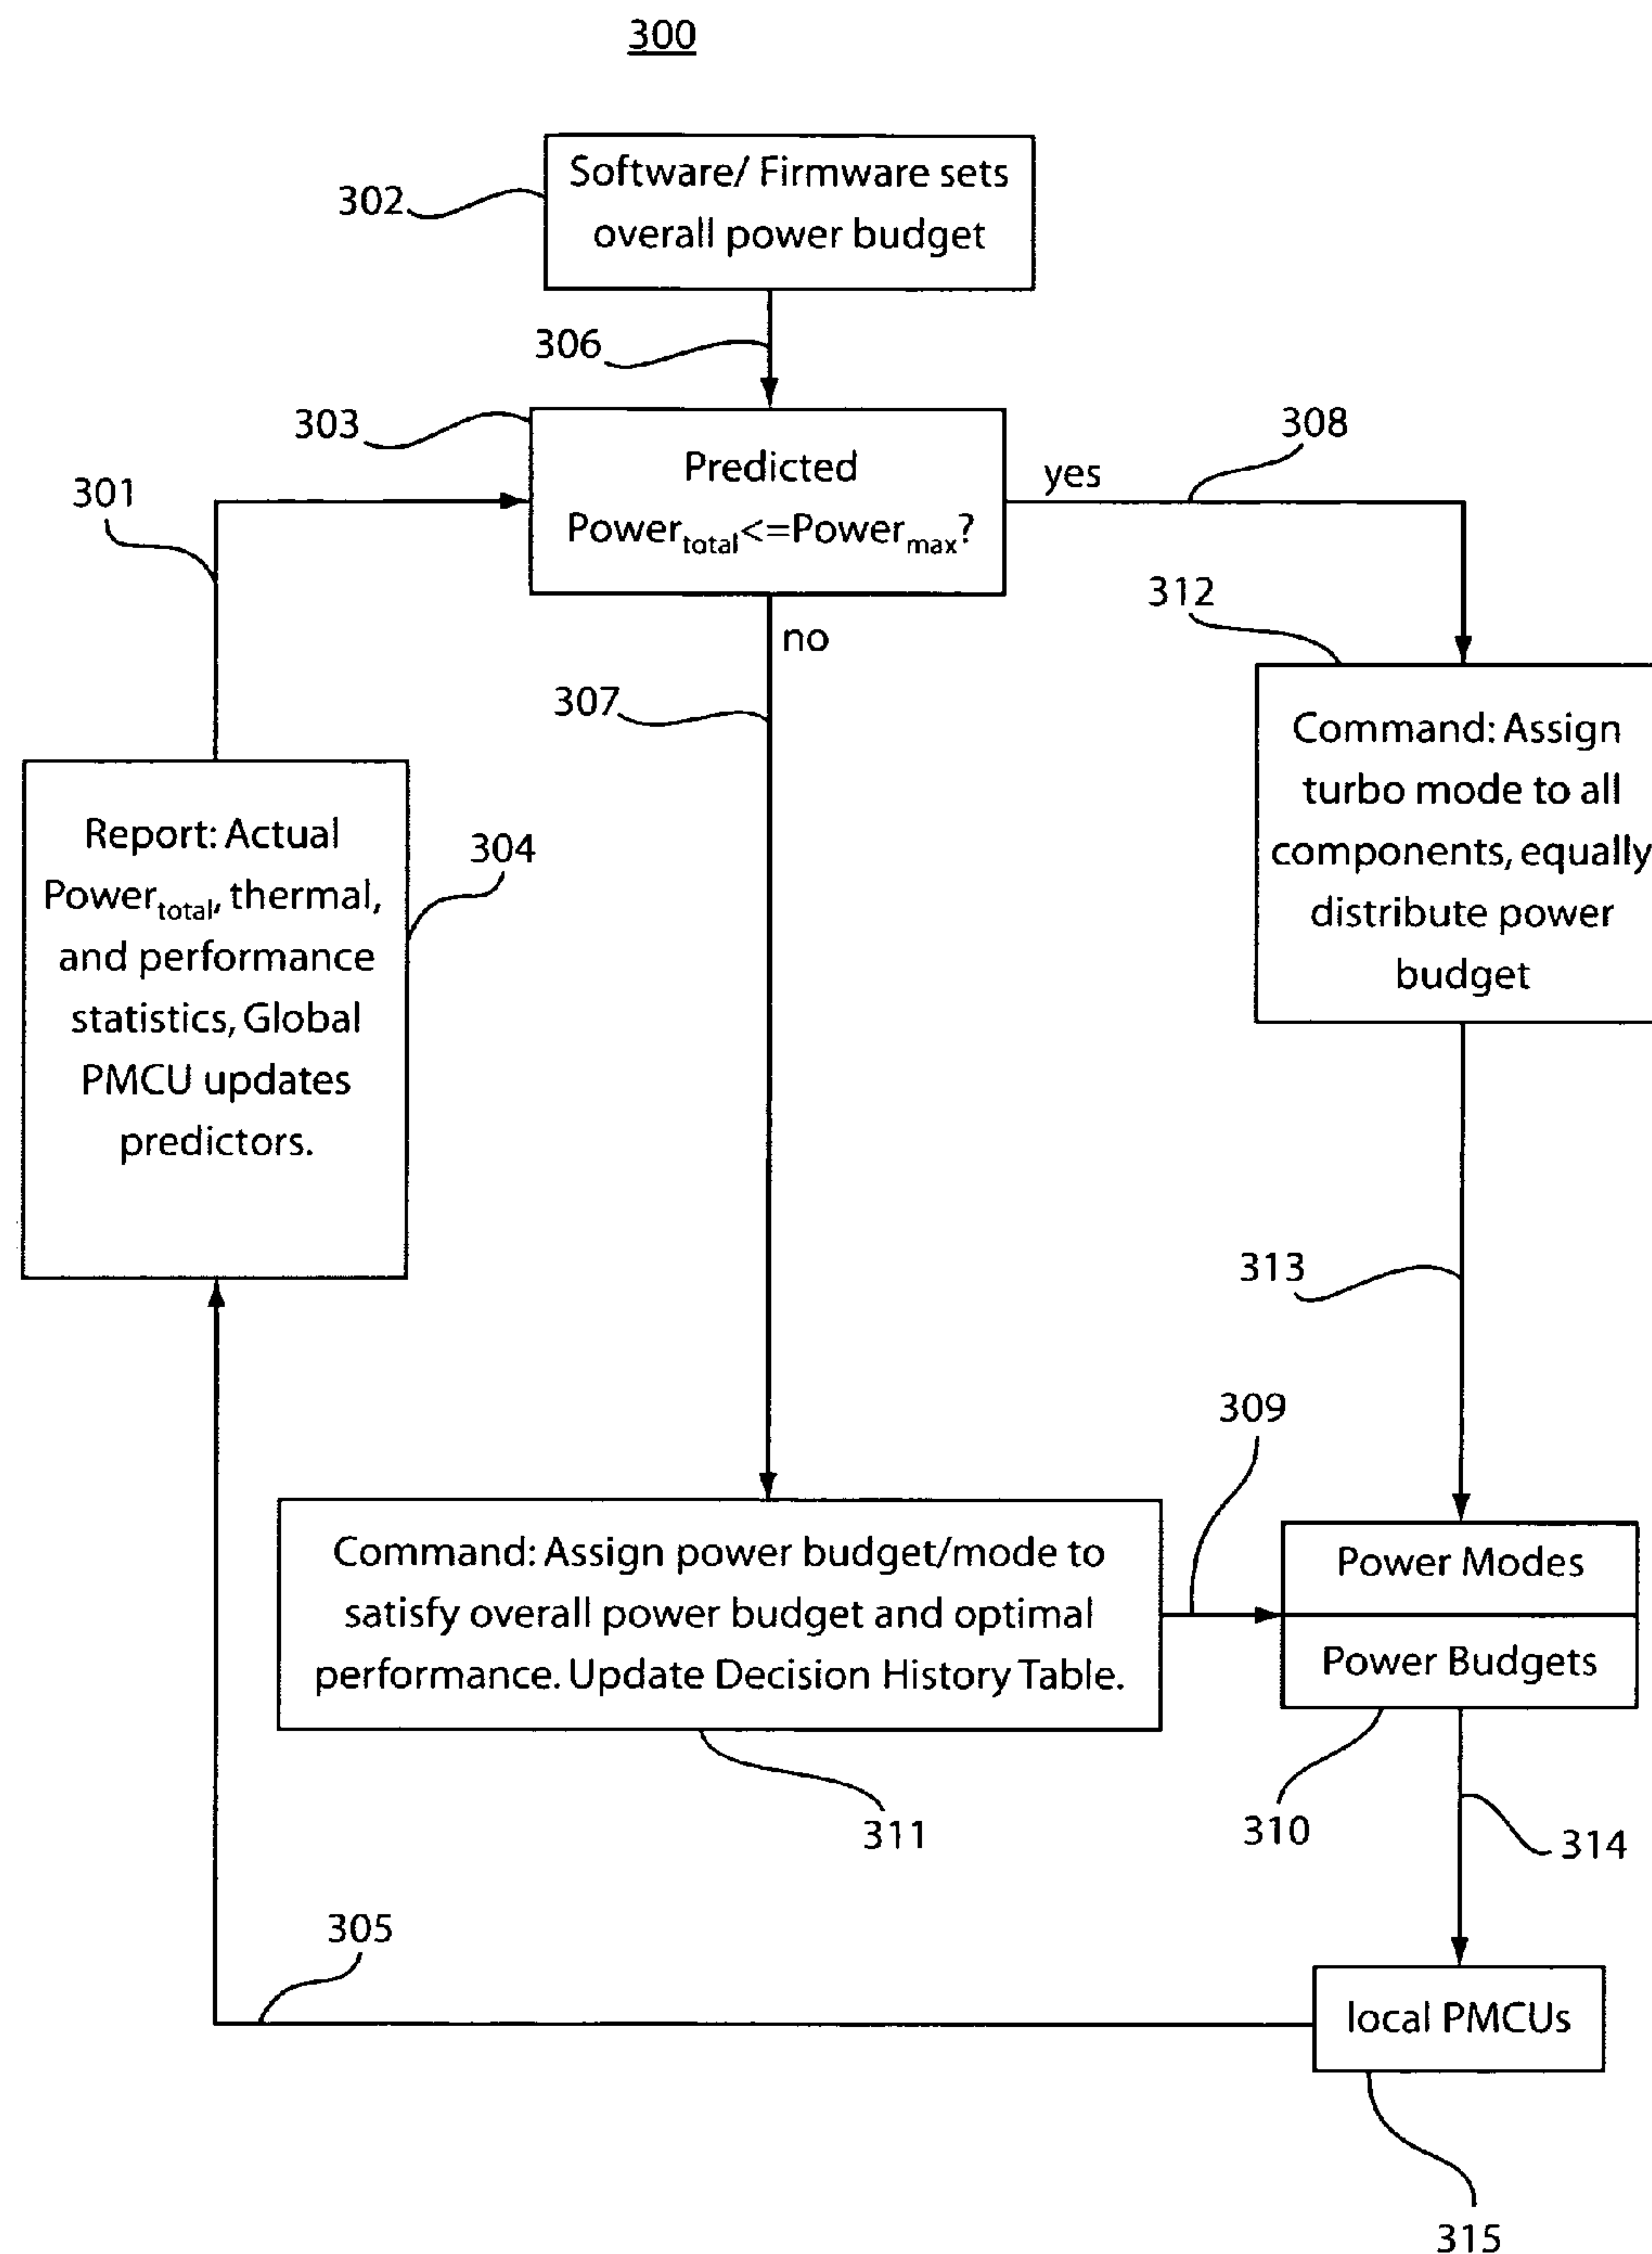 300
Software/ Firmware sets
overall power budget
302
306
303
Predicted
Power_total<=Power_max?
yes
308
301
312
no
307
Command: Assign
turbo mode to all
components, equally
distribute power
budget
Report: Actual
Power_total, thermal,
and performance
statistics, Global
PMCU updates
predictors.
304
313
309
Command: Assign power budget/mode to
satisfy overall power budget and optimal
performance. Update Decision History Table.
Power Modes
Power Budgets
311
310
314
305
local PMCUs
315